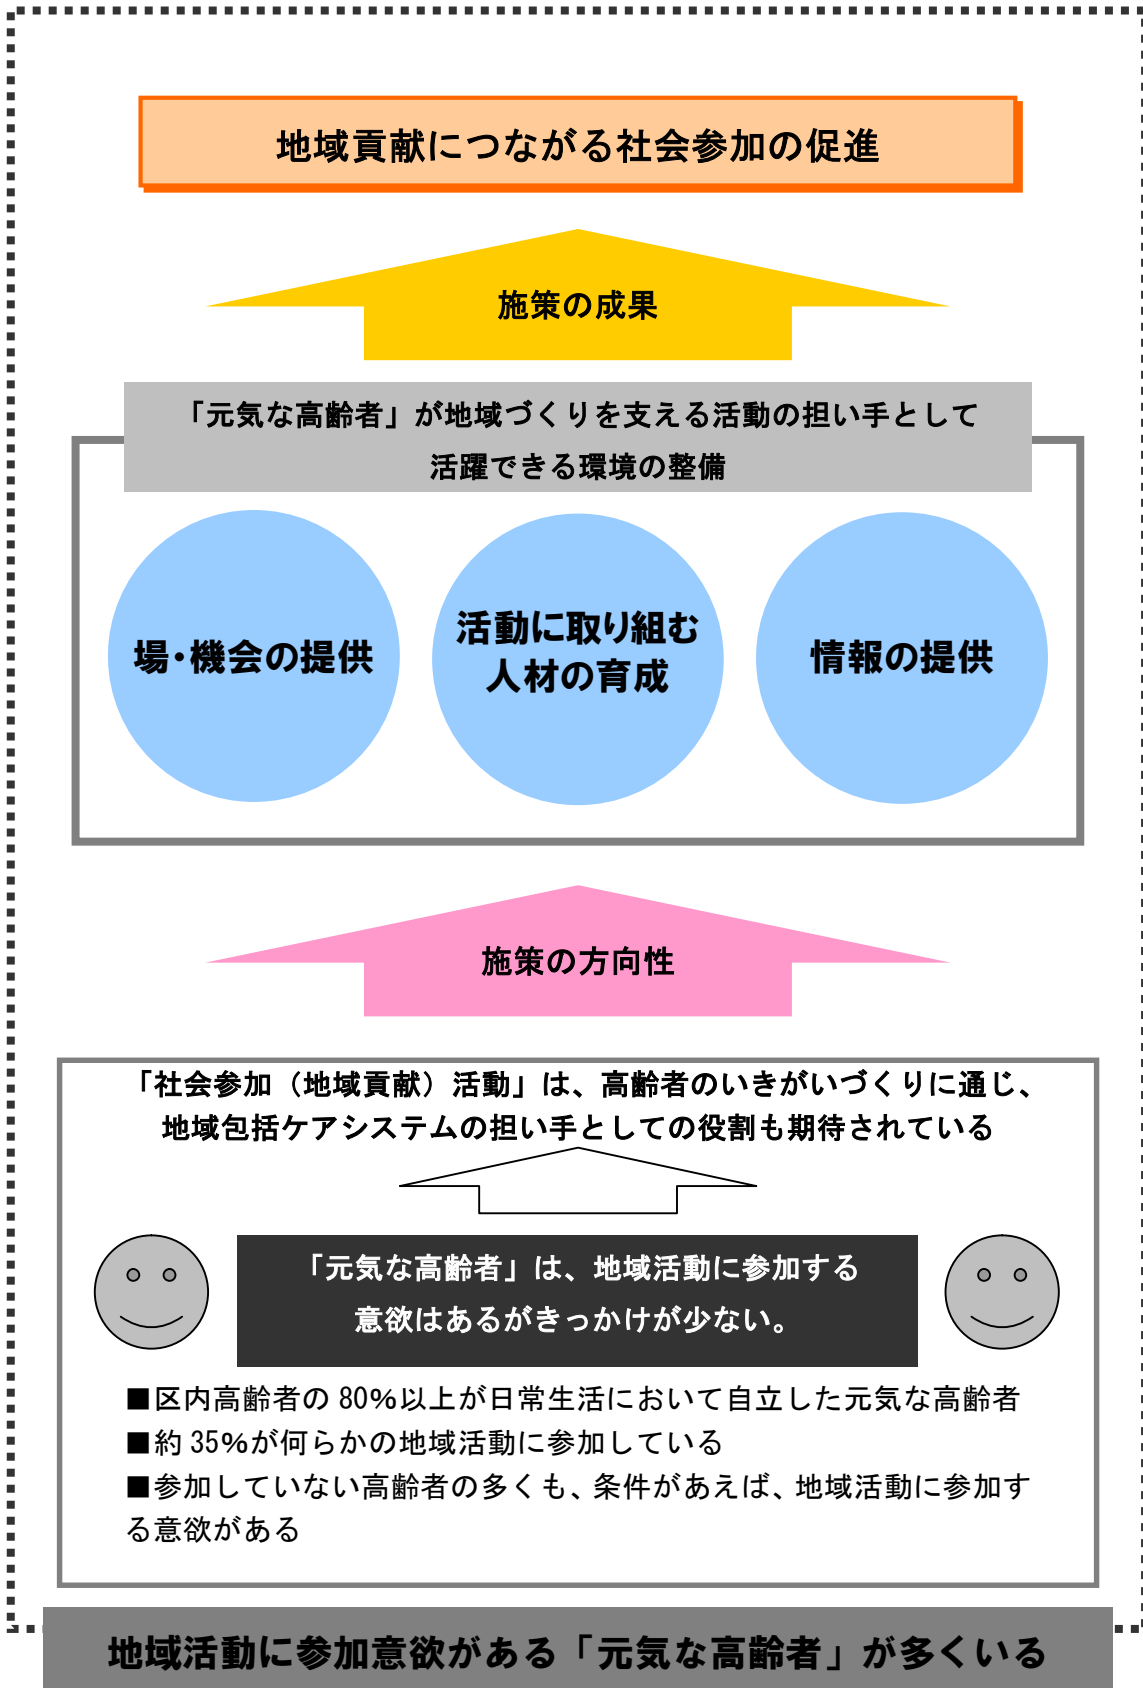 地域貢献につながる社会参加の促進
施策の成果
「元気な高齢者」が地域づくりを支える活動の担い手として
活躍できる環境の整備
場・機会の提供
活動に取り組む
人材の育成
情報の提供
施策の方向性
「社会参加（地域貢献）活動」は、高齢者のいきがいづくりに通じ、
地域包括ケアシステムの担い手としての役割も期待されている
「元気な高齢者」は、地域活動に参加する
意欲はあるがきっかけが少ない。
■区内高齢者の 80%以上が日常生活において自立した元気な高齢者
■約 35%が何らかの地域活動に参加している
■参加していない高齢者の多くも、条件があえば、地域活動に参加す
る意欲がある
地域活動に参加意欲がある「元気な高齢者」が多くいる